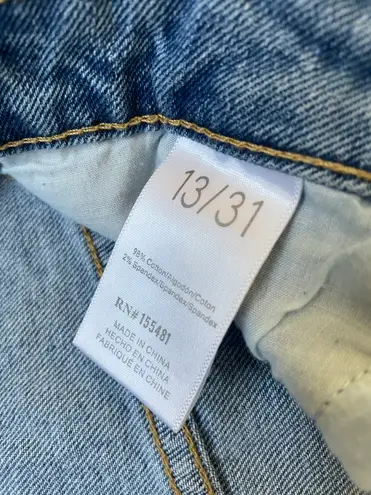 13/31
98% Cotton/Algodón/Coton
2% Spandex/Spandex/Spandex
RN# 155481
MADE IN CHINA
HECHO EN CHINA
FABRIQUÉ EN CHINE